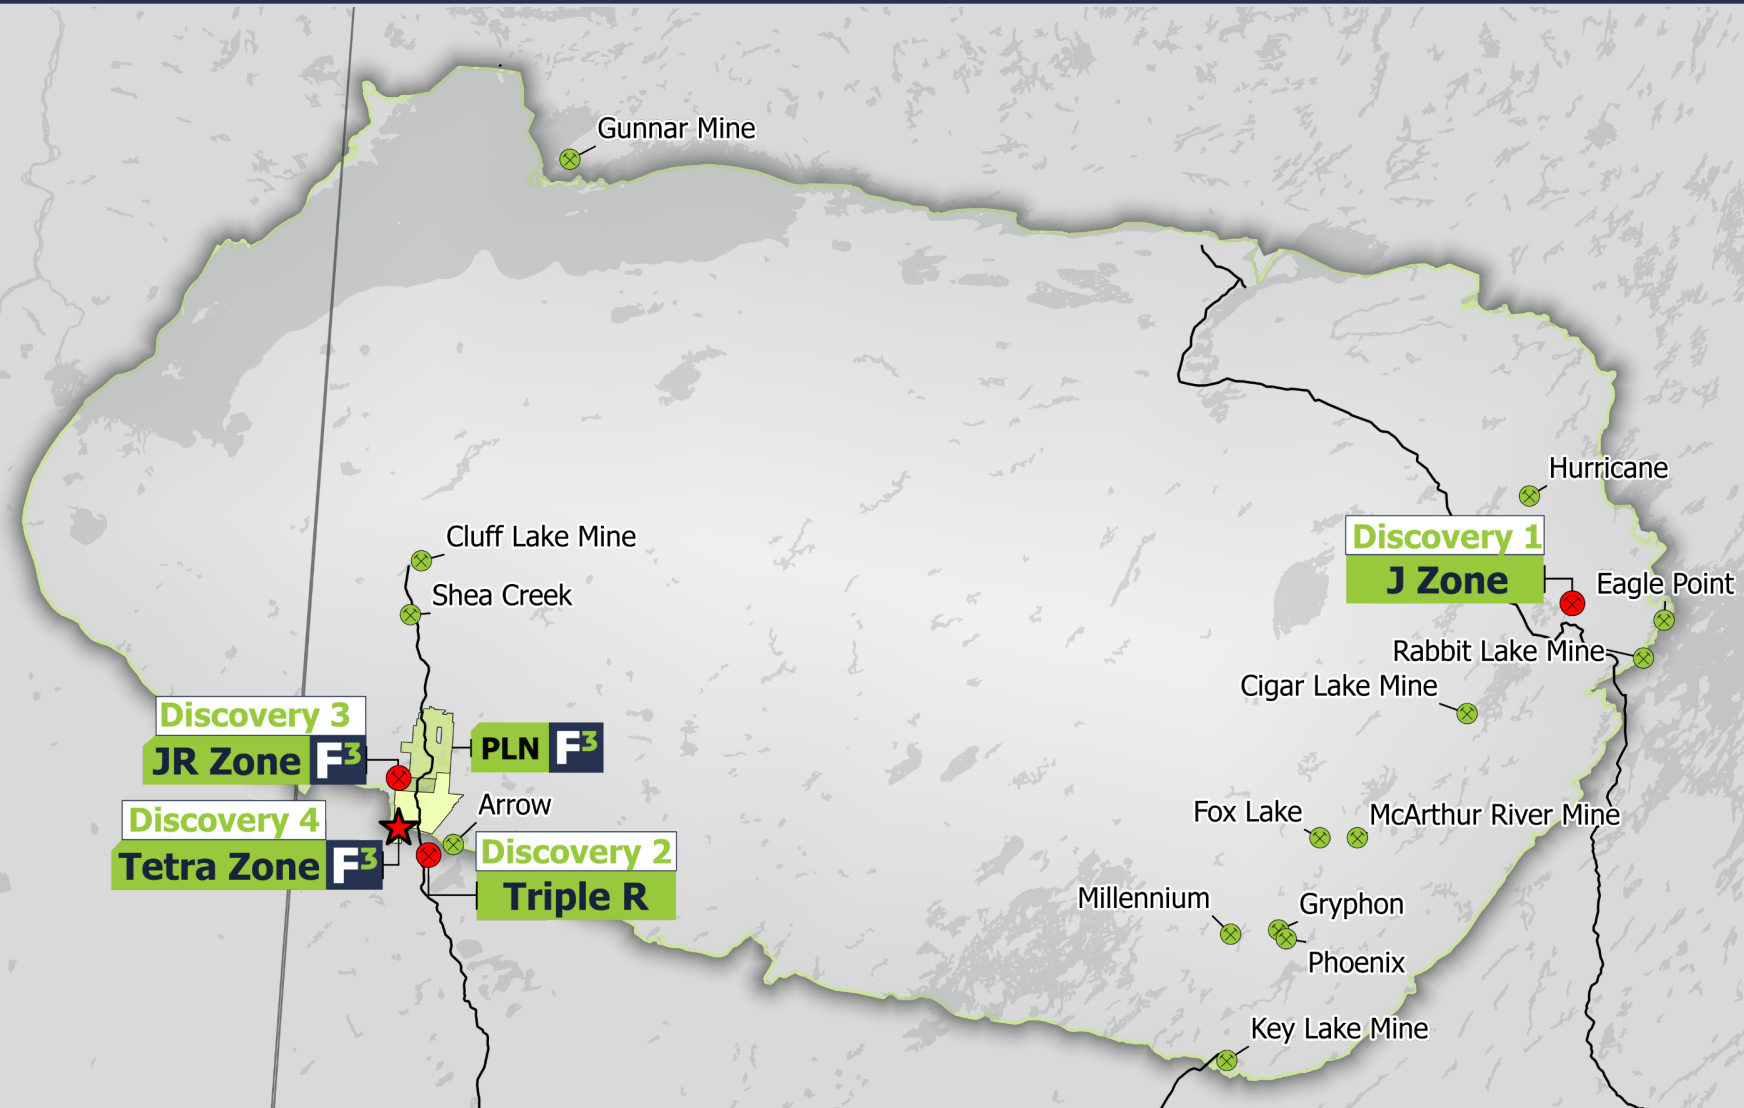 Gunnar Mine
Hurricane
Discovery 1
J Zone
Eagle Point
Cluff Lake Mine
Shea Creek
Rabbit Lake Mine
Cigar Lake Mine
Discovery 3
JR Zone F3
PLN F3
Arrow
Discovery 4
Tetra Zone F3
Discovery 2
Triple R
Fox Lake
McArthur River Mine
Millennium
Gryphon
Phoenix
Key Lake Mine